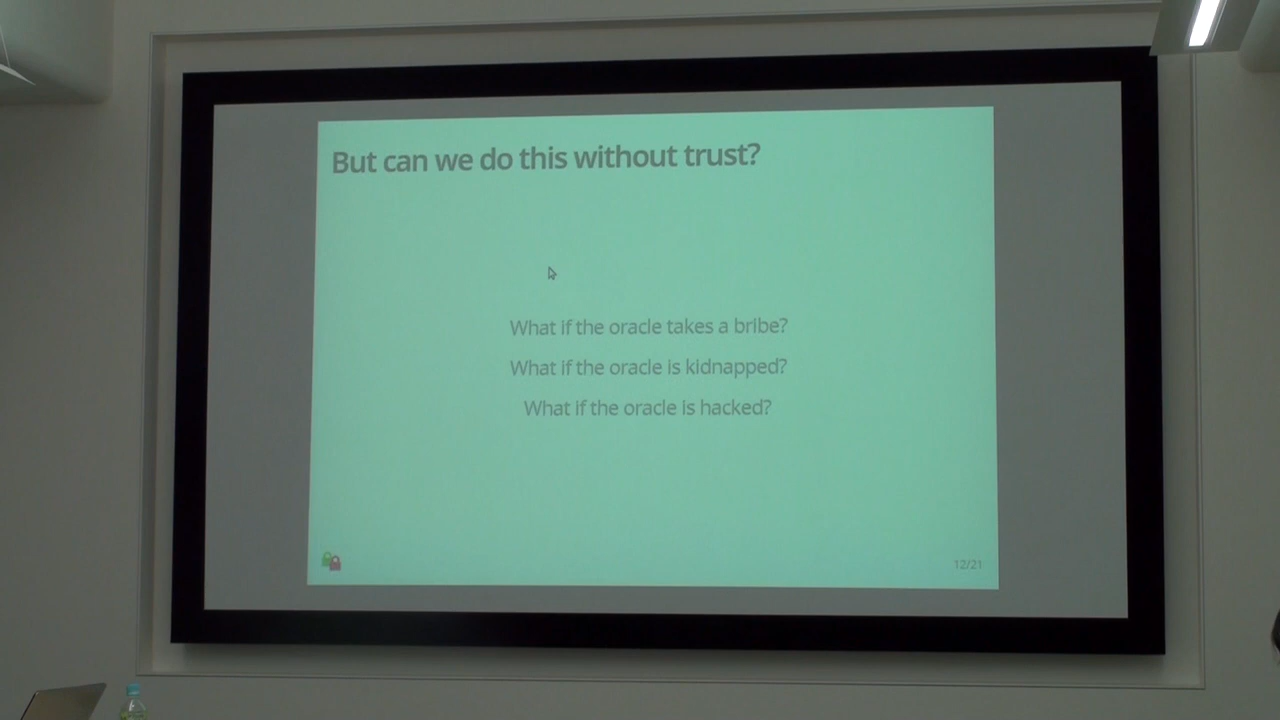 But can we do this without trust?
What if the oracle takes a bribe?
What if the oracle is kidnapped?
What if the oracle is hacked?
12/21